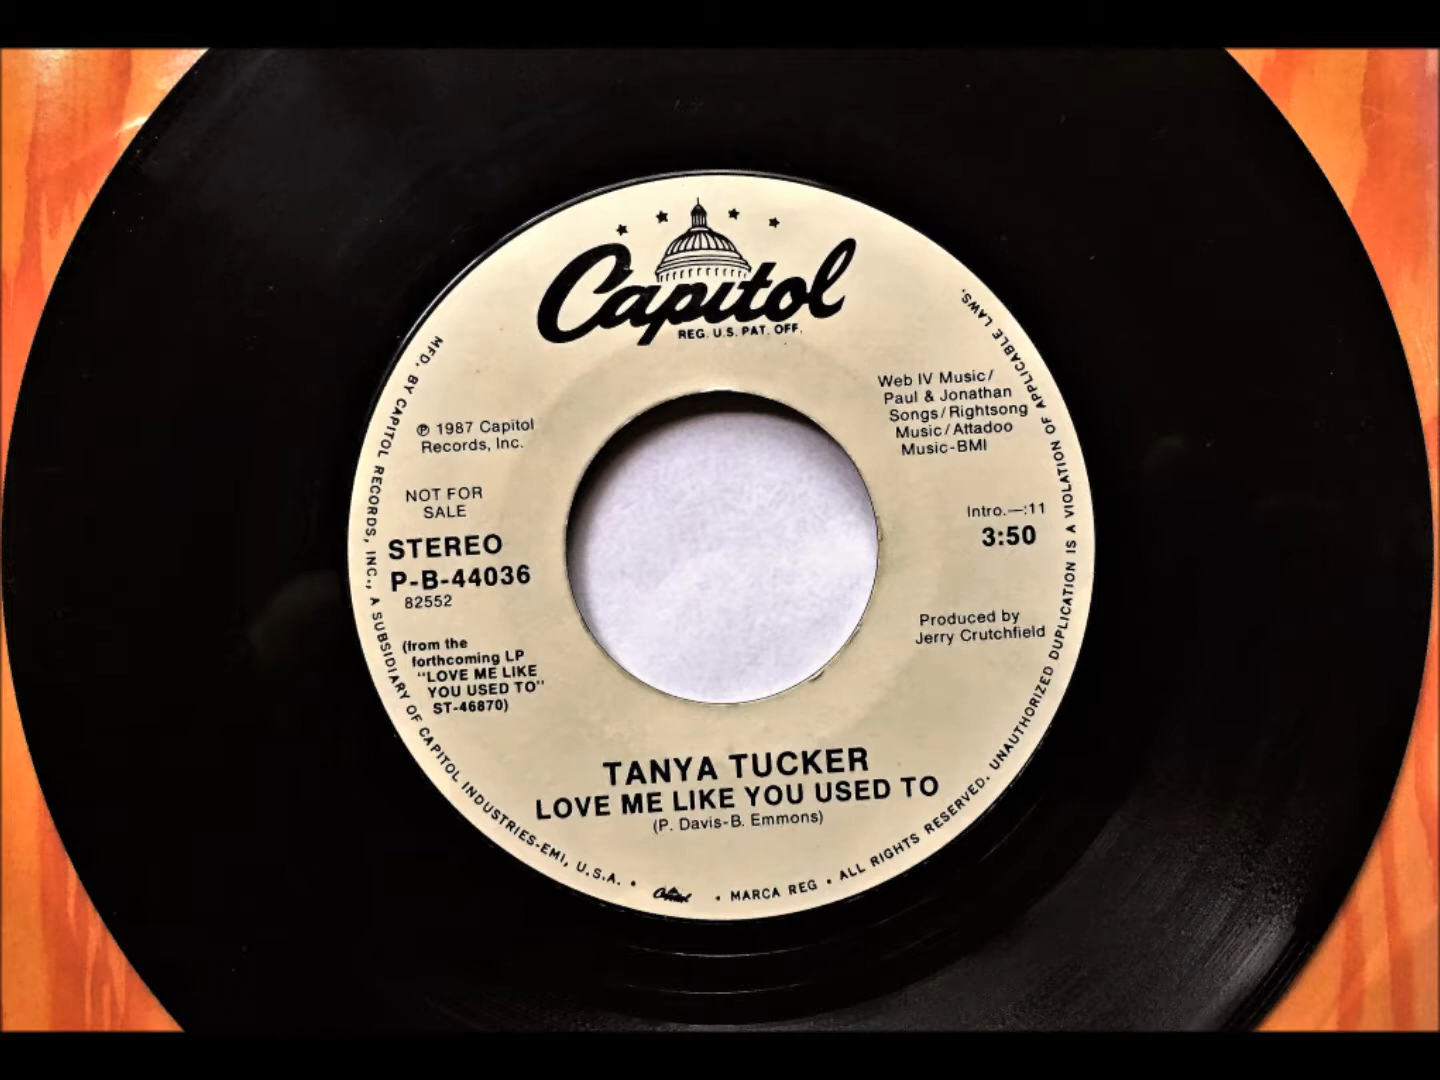 Capitol
REG. U.S. PAT. OFF.
℗ 1987 Capitol
Records, Inc.
NOT FOR
SALE
STEREO
P-B-44036
82552
(from the
forthcoming LP
"LOVE ME LIKE
YOU USED TO"
ST-46870)
Web IV Music/
Paul & Jonathan
Songs/Rightsong
Music/Attadoo
Music-BMI
Intro.—:11
3:50
Produced by
Jerry Crutchfield
TANYA TUCKER
LOVE ME LIKE YOU USED TO
(P. Davis-B. Emmons)
MFD. BY CAPITOL RECORDS, INC., A SUBSIDIARY OF CAPITOL INDUSTRIES-EMI, U.S.A. • Capitol • MARCA REG • ALL RIGHTS RESERVED. UNAUTHORIZED DUPLICATION IS A VIOLATION OF APPLICABLE LAWS.